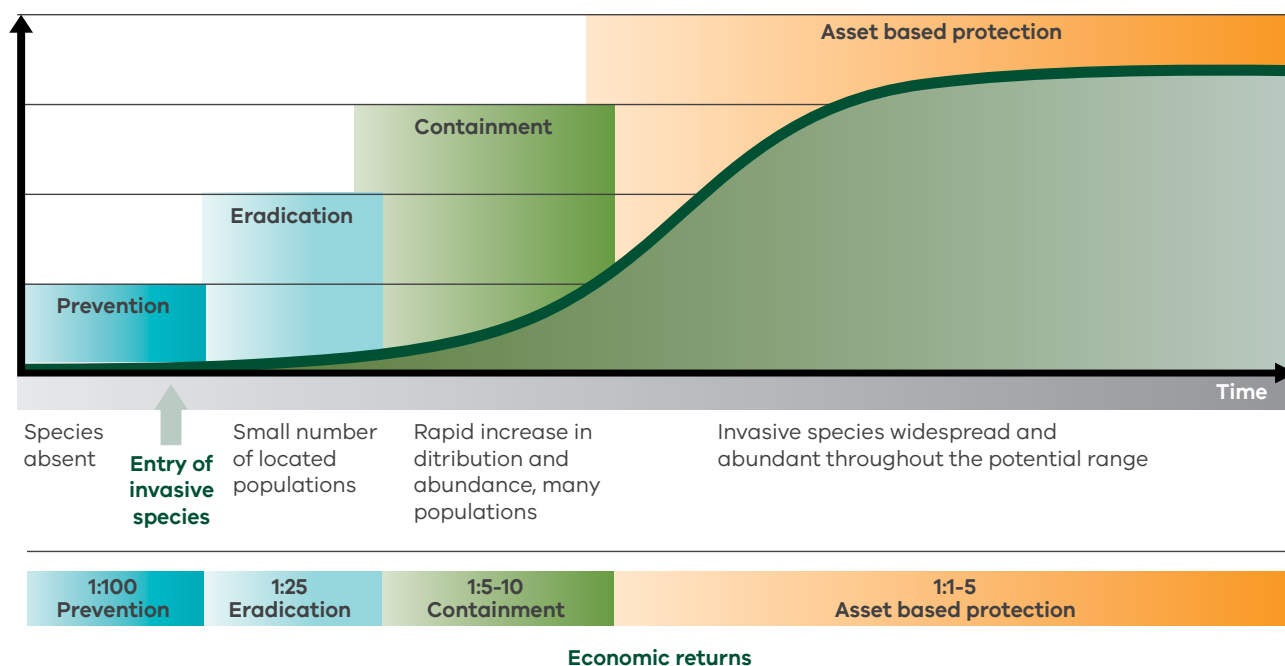 Asset based protection
Containment
Eradication
Prevention
Time
Species
absent
Entry of
invasive
species
Small number
of located
populations
Rapid increase in
ditribution and
abundance, many
populations
Invasive species widespread and
abundant throughout the potential range
1:100
Prevention
1:25
Eradication
1:5-10
Containment
1:1-5
Asset based protection
Economic returns